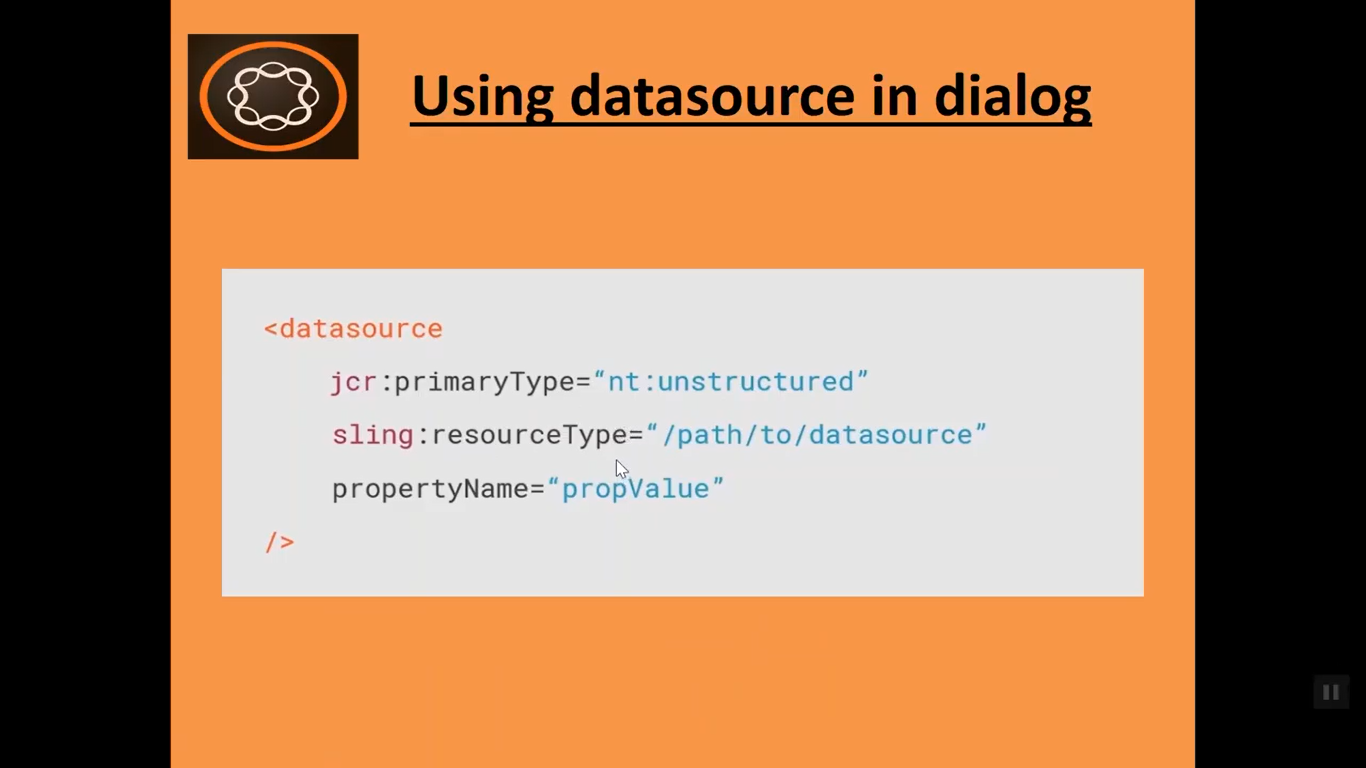 Using datasource in dialog
<datasource
jcr:primaryType=“nt:unstructured”
sling:resourceType=“/path/to/datasource”
propertyName=“propValue”
/>